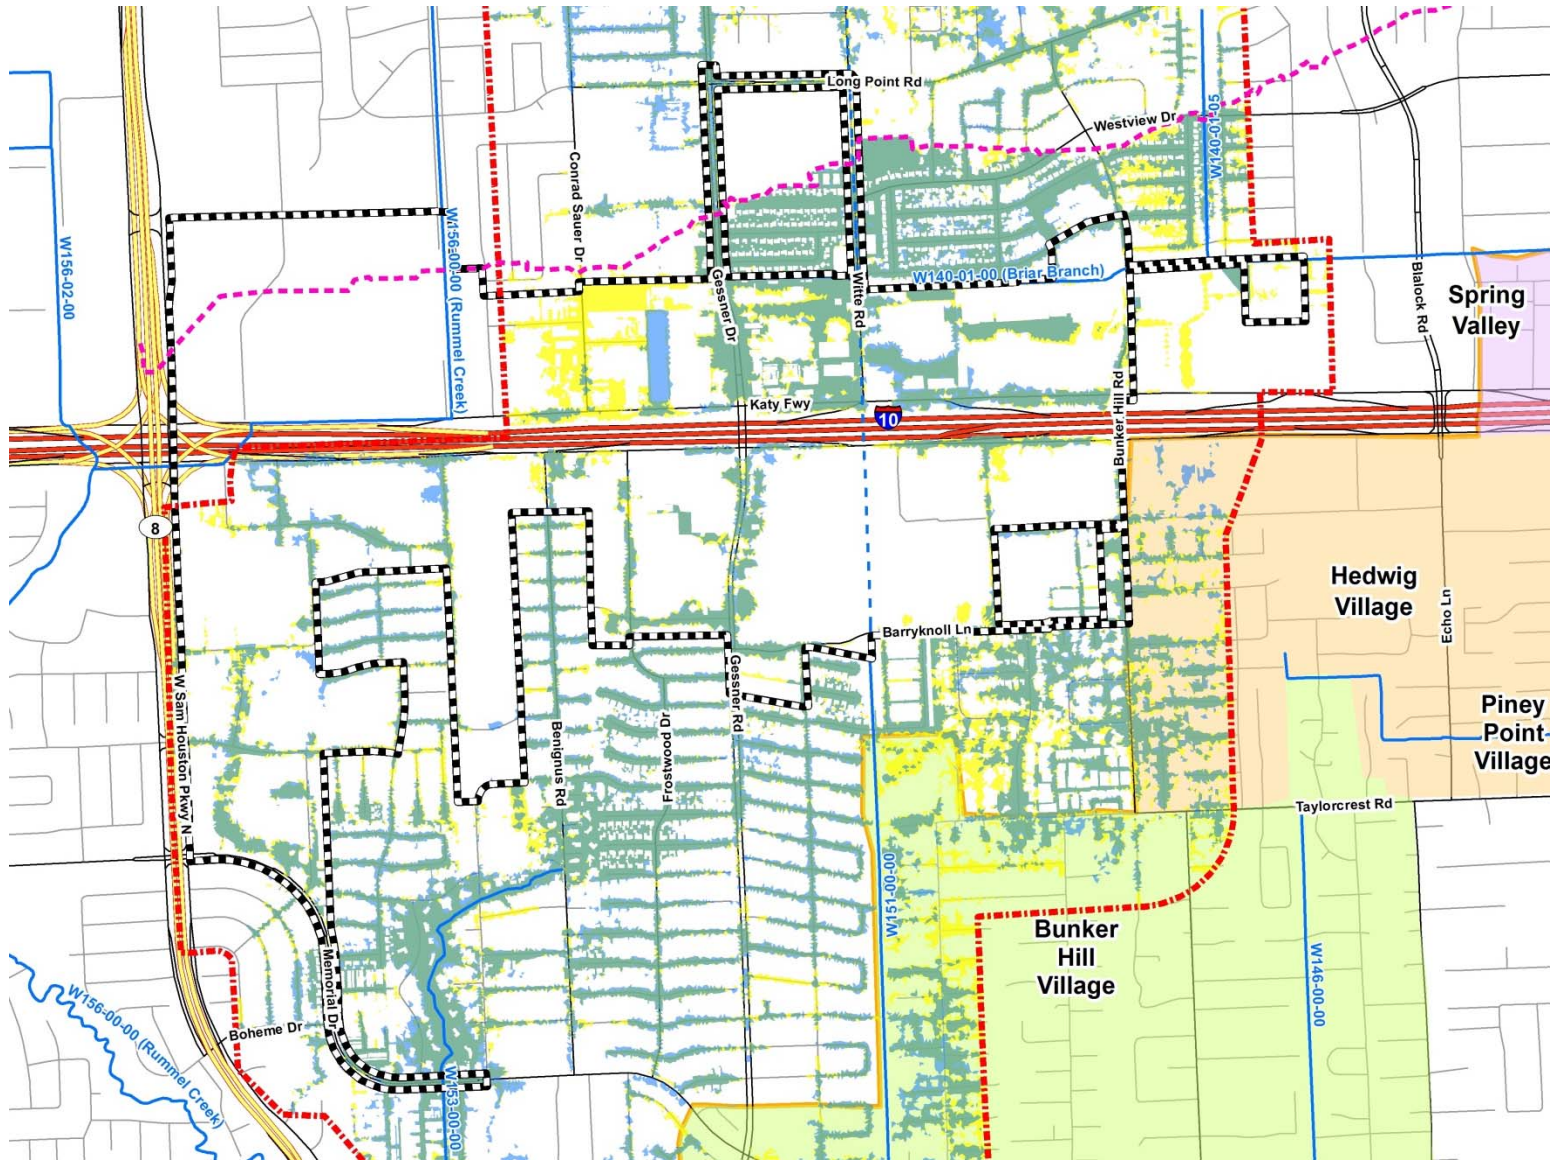 Long Point Rd
Westview Dr
W140-01-05
Conrad Sauer Dr
W156-02-00
W156-00-00 (Rummel Creek)
Gessner Dr
Witte Rd
W140-01-00 (Briar Branch)
Blalock Rd
Spring
Valley
Katy Fwy
10
Bunker Hill Rd
8
Hedwig
Village
Echo Ln
Barryknoll Ln
W Sam Houston Pkwy N
Gessner Rd
Benignus Rd
Frostwood Dr
Piney
Point
Village
Taylorcrest Rd
W151-00-00
Bunker
Hill
Village
W146-00-00
Memorial Dr
Boheme Dr
W156-00-00 (Rummel Creek)
W153-00-00